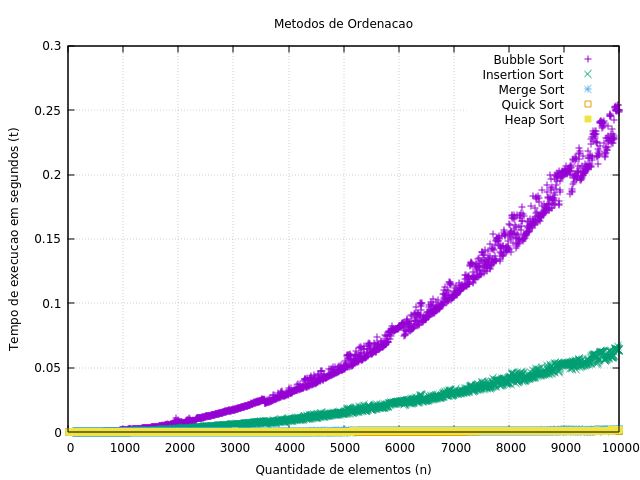 Metodos de Ordenacao
Bubble Sort
Insertion Sort
Merge Sort
Quick Sort
Heap Sort
0.3
0.25
0.2
0.15
0.1
0.05
0
Tempo de execucao em segundos (t)
0 1000 2000 3000 4000 5000 6000 7000 8000 9000 10000
Quantidade de elementos (n)